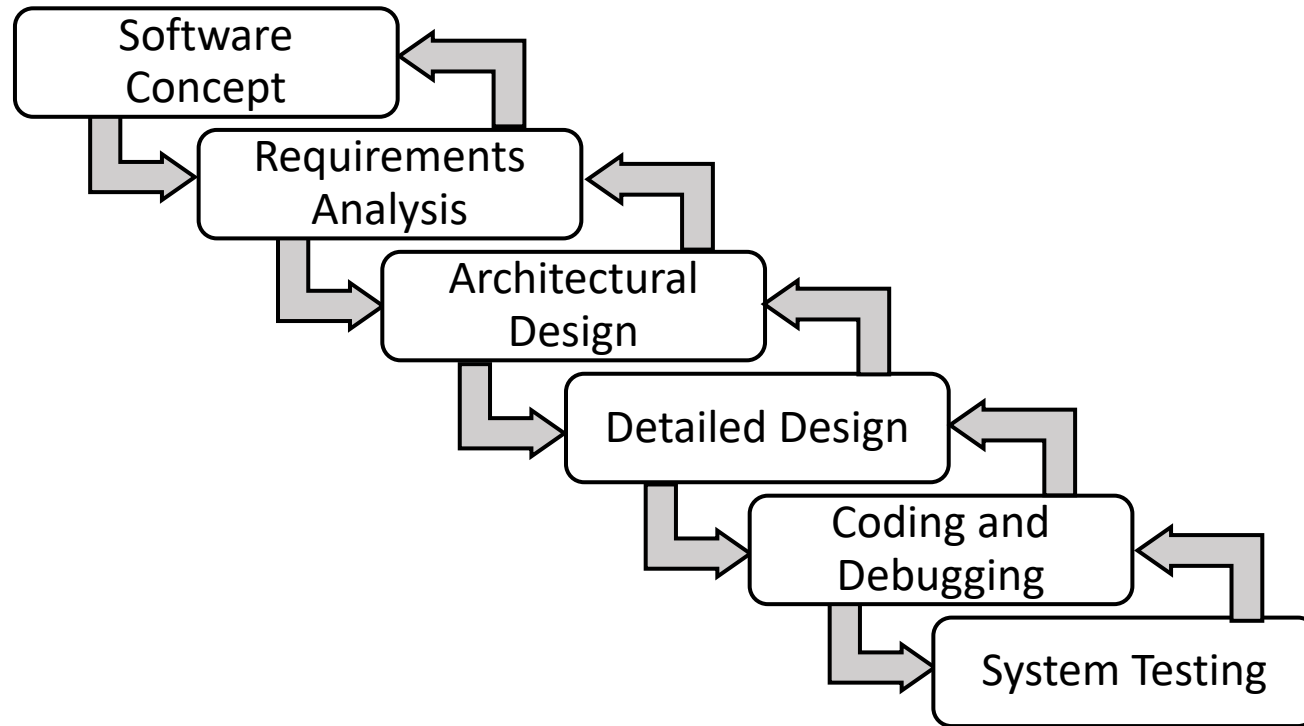 Software
Concept
Requirements
Analysis
Architectural
Design
Detailed Design
Coding and
Debugging
System Testing